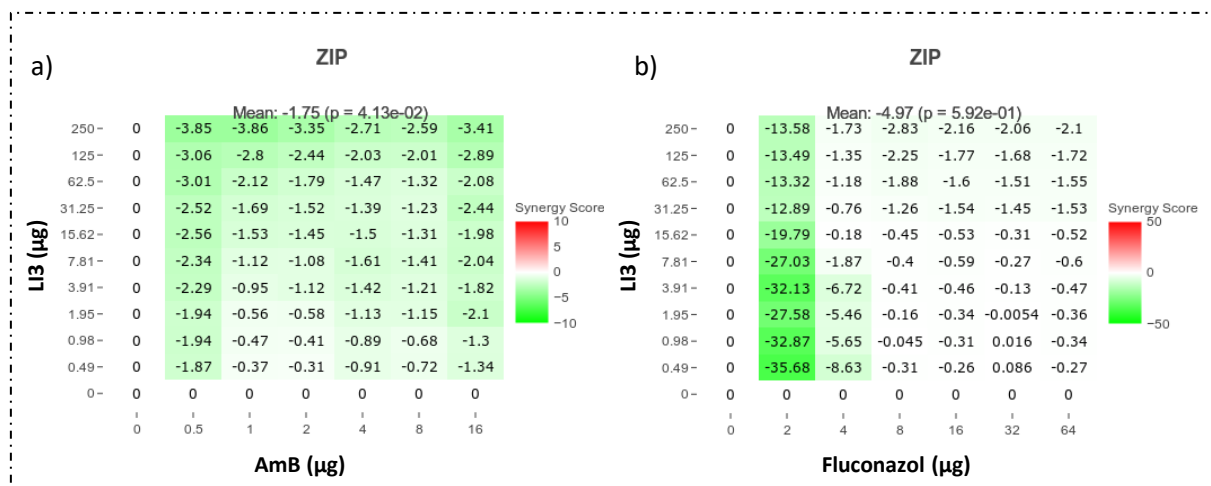 a)
ZIP
Mean: -1.75 (p = 4.13e-02)
250 0 -3.85 -3.86 -3.35 -2.71 -2.59 -3.41
125 0 -3.06 -2.8 -2.44 -2.03 -2.01 -2.89
62.5 0 -3.01 -2.12 -1.79 -1.47 -1.32 -2.08
31.25 0 -2.52 -1.69 -1.52 -1.39 -1.23 -2.44
15.62 0 -2.56 -1.53 -1.45 -1.5 -1.31 -1.98
7.81 0 -2.34 -1.12 -1.08 -1.61 -1.41 -2.04
3.91 0 -2.29 -0.95 -1.12 -1.42 -1.21 -1.82
1.95 0 -1.94 -0.56 -0.58 -1.13 -1.15 -2.1
0.98 0 -1.94 -0.47 -0.41 -0.89 -0.68 -1.3
0.49 0 -1.87 -0.37 -0.31 -0.91 -0.72 -1.34
0 0 0 0 0 0 0 0
0 0.5 1 2 4 8 16
LI3 (µg)
AmB (µg)
Synergy Score
10
5
0
-5
-10
b)
ZIP
Mean: -4.97 (p = 5.92e-01)
250 0 -13.58 -1.73 -2.83 -2.16 -2.06 -2.1
125 0 -13.49 -1.35 -2.25 -1.77 -1.68 -1.72
62.5 0 -13.32 -1.18 -1.88 -1.6 -1.51 -1.55
31.25 0 -12.89 -0.76 -1.26 -1.54 -1.45 -1.53
15.62 0 -19.79 -0.18 -0.45 -0.53 -0.31 -0.52
7.81 0 -27.03 -1.87 -0.4 -0.59 -0.27 -0.6
3.91 0 -32.13 -6.72 -0.41 -0.46 -0.13 -0.47
1.95 0 -27.58 -5.46 -0.16 -0.34 -0.0054 -0.36
0.98 0 -32.87 -5.65 -0.045 -0.31 0.016 -0.34
0.49 0 -35.68 -8.63 -0.31 -0.26 0.086 -0.27
0 0 0 0 0 0 0 0
0 2 4 8 16 32 64
LI3 (µg)
Fluconazol (µg)
Synergy Score
50
0
-50